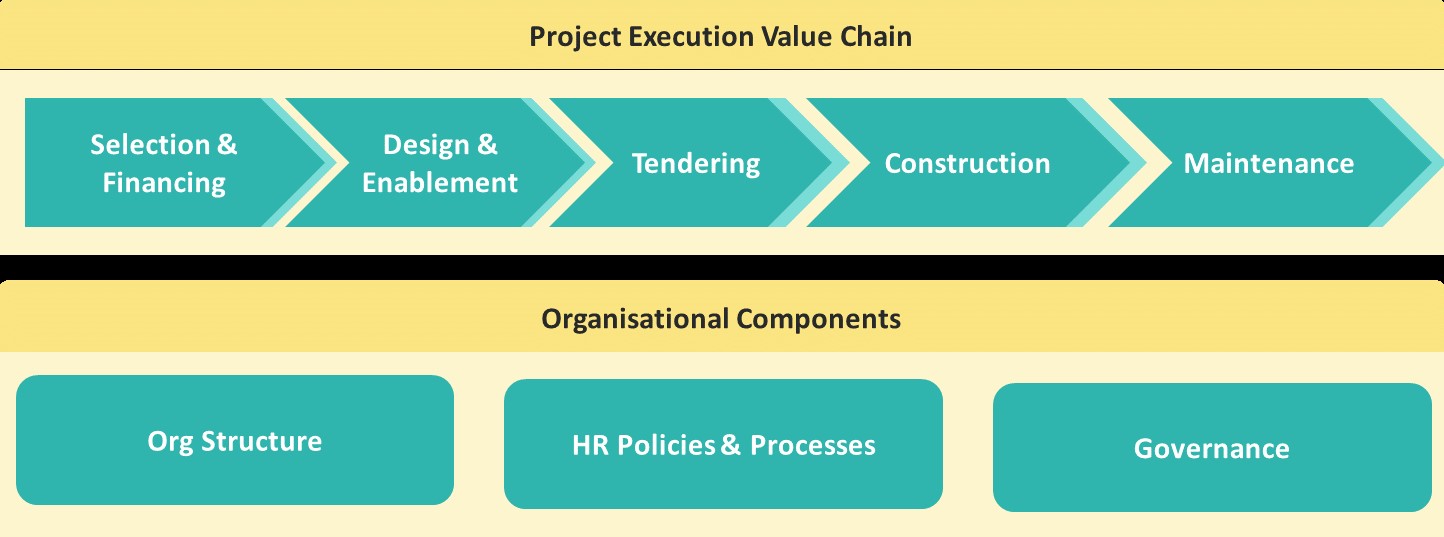 Project Execution Value Chain
Selection &
Financing
Design &
Enablement
Tendering
Construction
Maintenance
Organisational Components
Org Structure
HR Policies & Processes
Governance